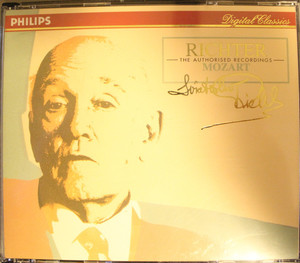 PHILIPS
Digital Classics
RICHTER
THE AUTHORISED RECORDINGS
MOZART